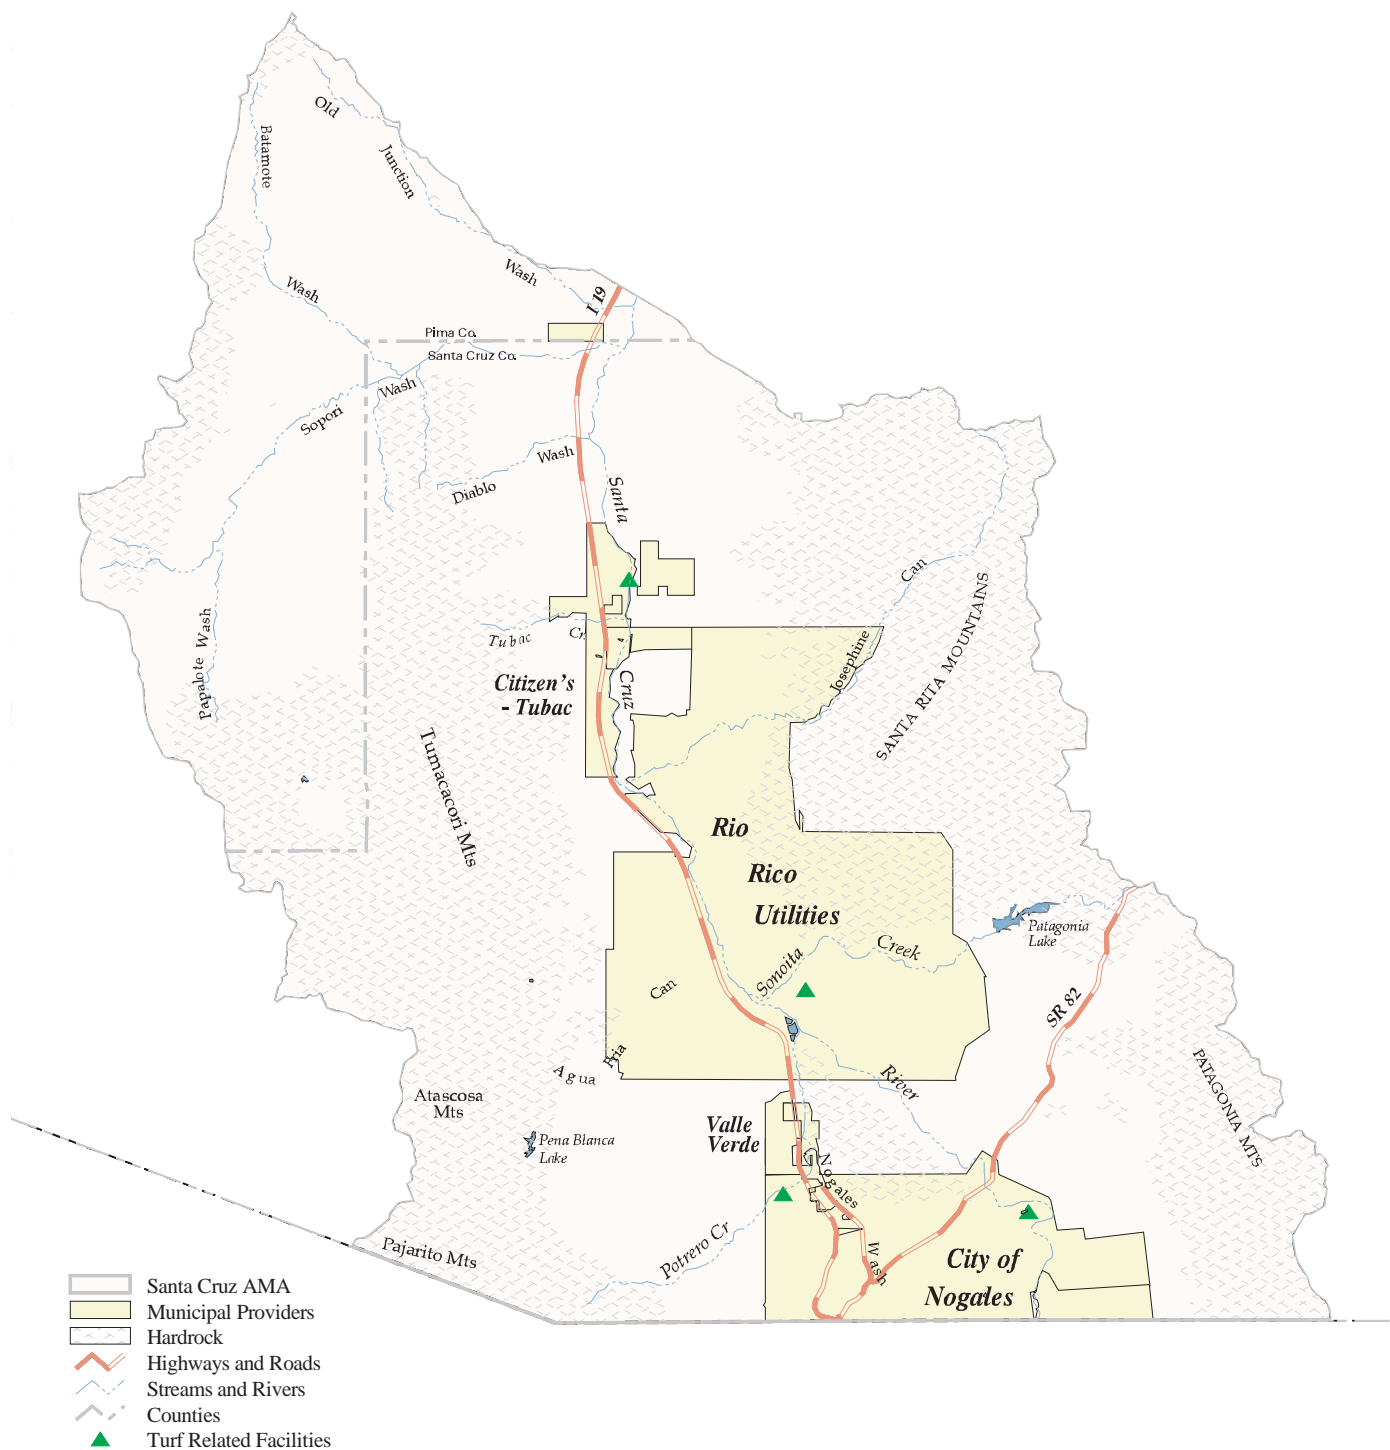 Old
Batamote
Junction
Wash
Wash
I 19
Pima Co.
Santa Cruz Co.
Wash
Sopori
Wash
Diablo
Santa
Can
Papalote Wash
Tubac
Cr.
Josephine
SANTA RITA MOUNTAINS
Citizen's
- Tubac
Cruz
Tumacacori Mts
Rio
Rico
Utilities
Patagonia
Lake
Creek
Sonoita
Can
SR 82
Fria
Agua
River
PATAGONIA MTS
Atascosa
Mts
Valle
Verde
Pena Blanca
Lake
Nogales
Wash
Potrero Cr
Pajarito Mts
City of
Nogales
Santa Cruz AMA
Municipal Providers
Hardrock
Highways and Roads
Streams and Rivers
Counties
Turf Related Facilities